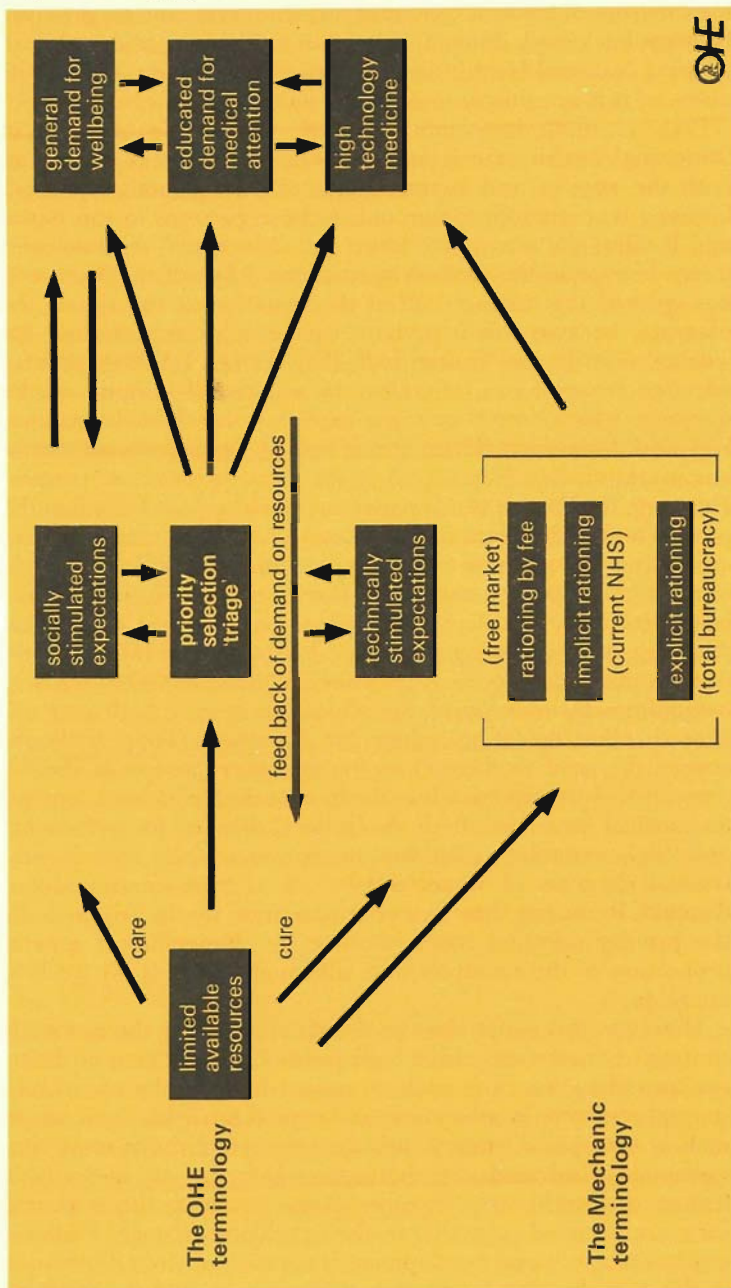 The OHE
terminology
limited
available
resources
care
cure
socially
stimulated
expectations
priority
selection
'triage'
feed back of demand on resources
technically
stimulated
expectations
general
demand for
wellbeing
educated
demand for
medical
attention
high
technology
medicine
The Mechanic
terminology
(free market)
rationing by fee
implicit rationing
(current NHS)
explicit rationing
(total bureaucracy)
OHE